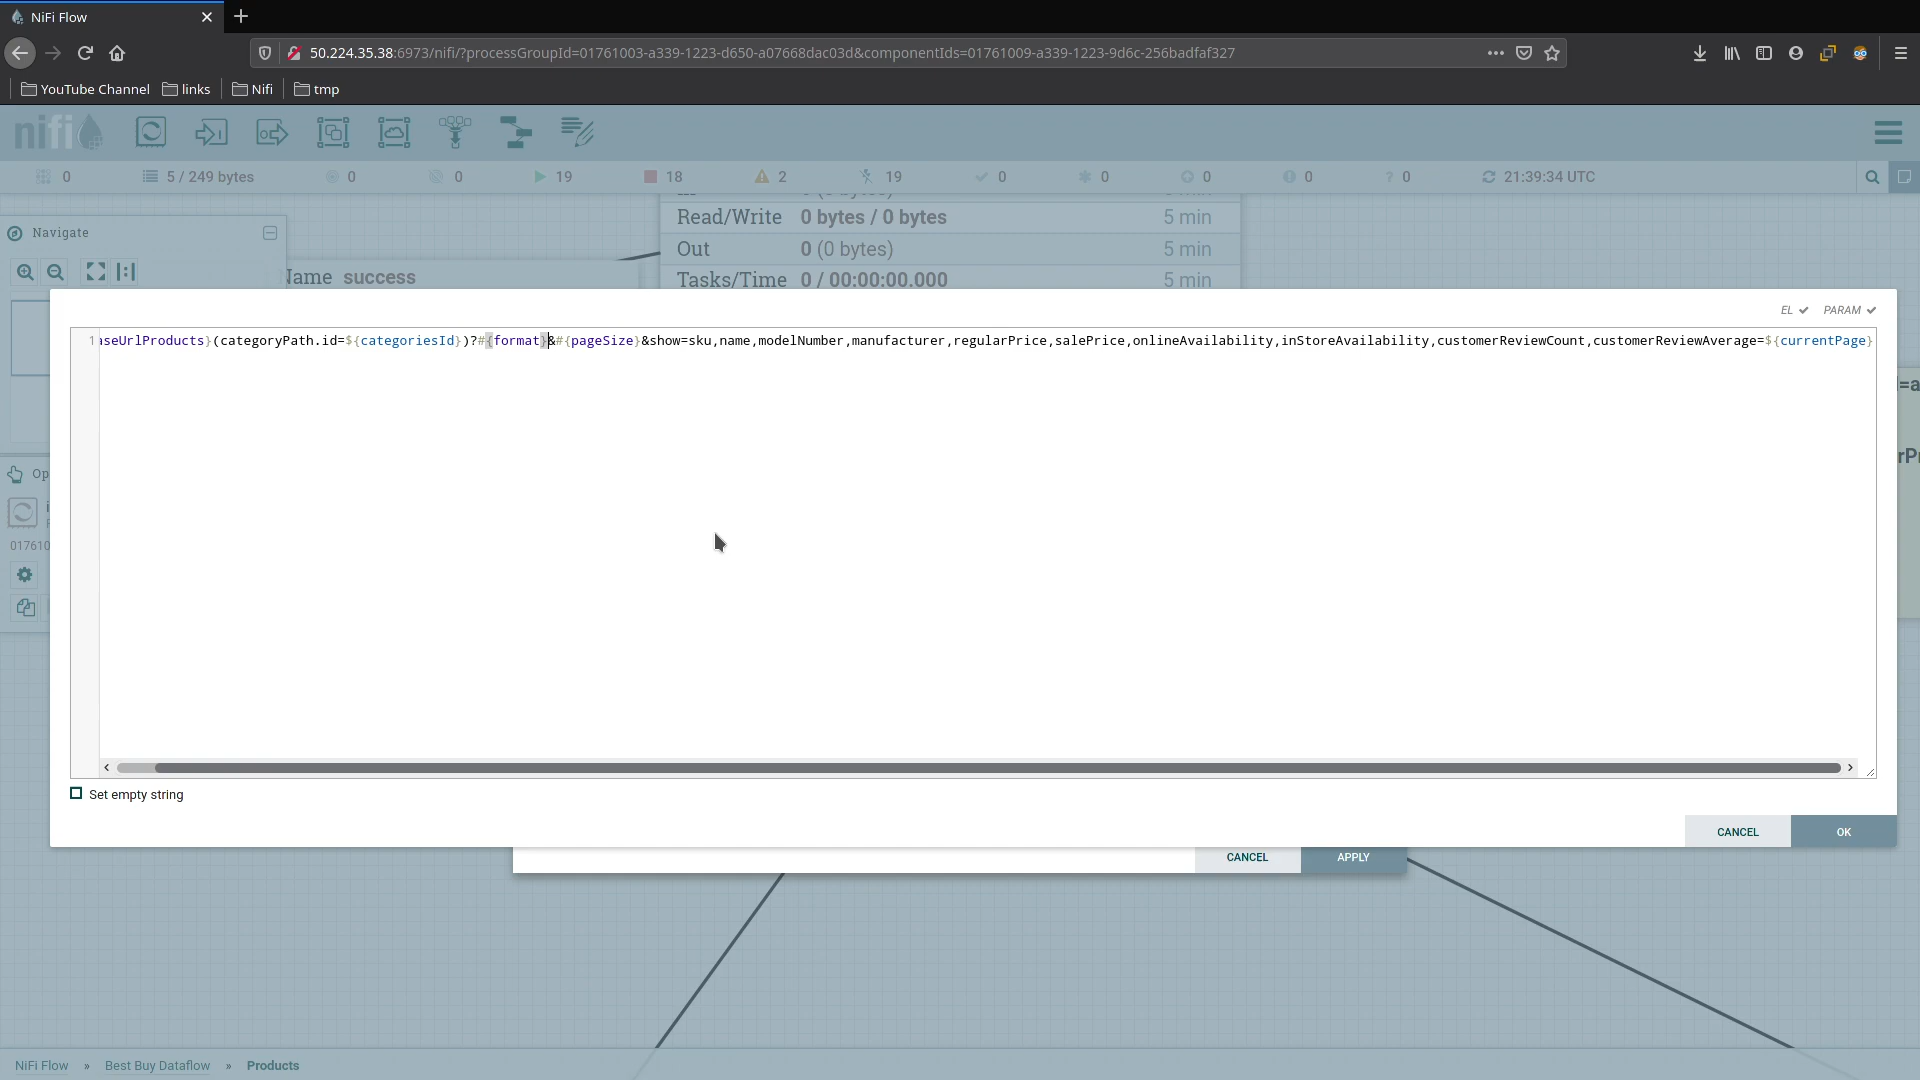 NiFi Flow
50.224.35.38:6973/nifi/?processGroupId=01761003-a339-1223-d650-a07668dac03d&componentIds=01761009-a339-1223-9d6c-256badfaf327
YouTube Channel links Nifi tmp
nifi
0 5 / 249 bytes 0 0 19 18 2 19 0 0 0 0 0 21:39:34 UTC
Read/Write 0 bytes / 0 bytes 5 min
Navigate
Out 0 (0 bytes) 5 min
Name success
Tasks/Time 0 / 00:00:00.000 5 min
EL PARAM
1 aseUrlProducts}(categoryPath.id=${categoriesId})?#{format}&#{pageSize}&show=sku,name,modelNumber,manufacturer,regularPrice,salePrice,onlineAvailability,inStoreAvailability,customerReviewCount,customerReviewAverage=${currentPage}
=a
rP
Op
017610
Set empty string
CANCEL OK
CANCEL APPLY
NiFi Flow » Best Buy Dataflow » Products